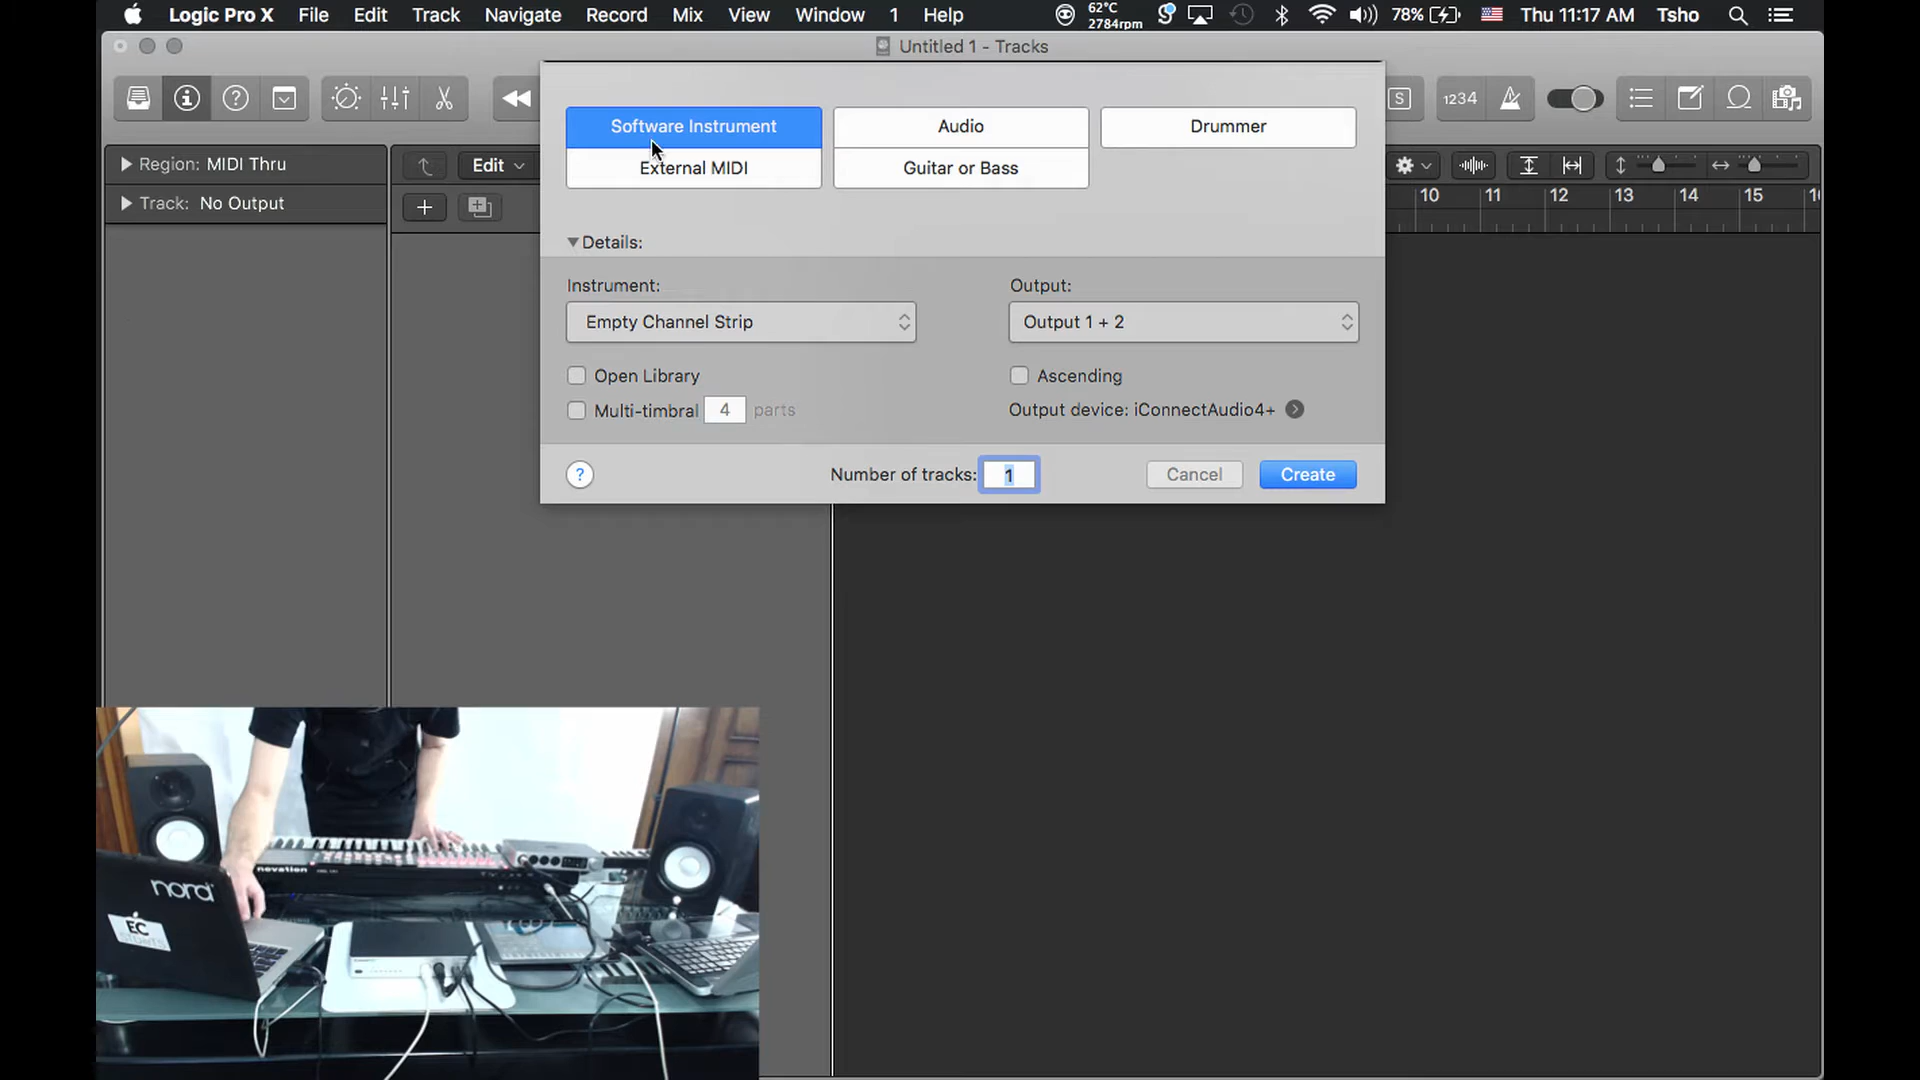 Logic Pro X File Edit Track Navigate Record Mix View Window 1 Help 62°C 2784rpm 78% Thu 11:17 AM Tsho
Untitled 1 - Tracks
S 1234
Software Instrument Audio Drummer
External MIDI Guitar or Bass
Region: MIDI Thru Edit
Track: No Output
10 11 12 13 14 15
Details:
Instrument: Output:
Empty Channel Strip Output 1 + 2
Open Library Ascending
Multi-timbral 4 parts Output device: iConnectAudio4+
? Number of tracks: 1 Cancel Create
novation
nord
EC